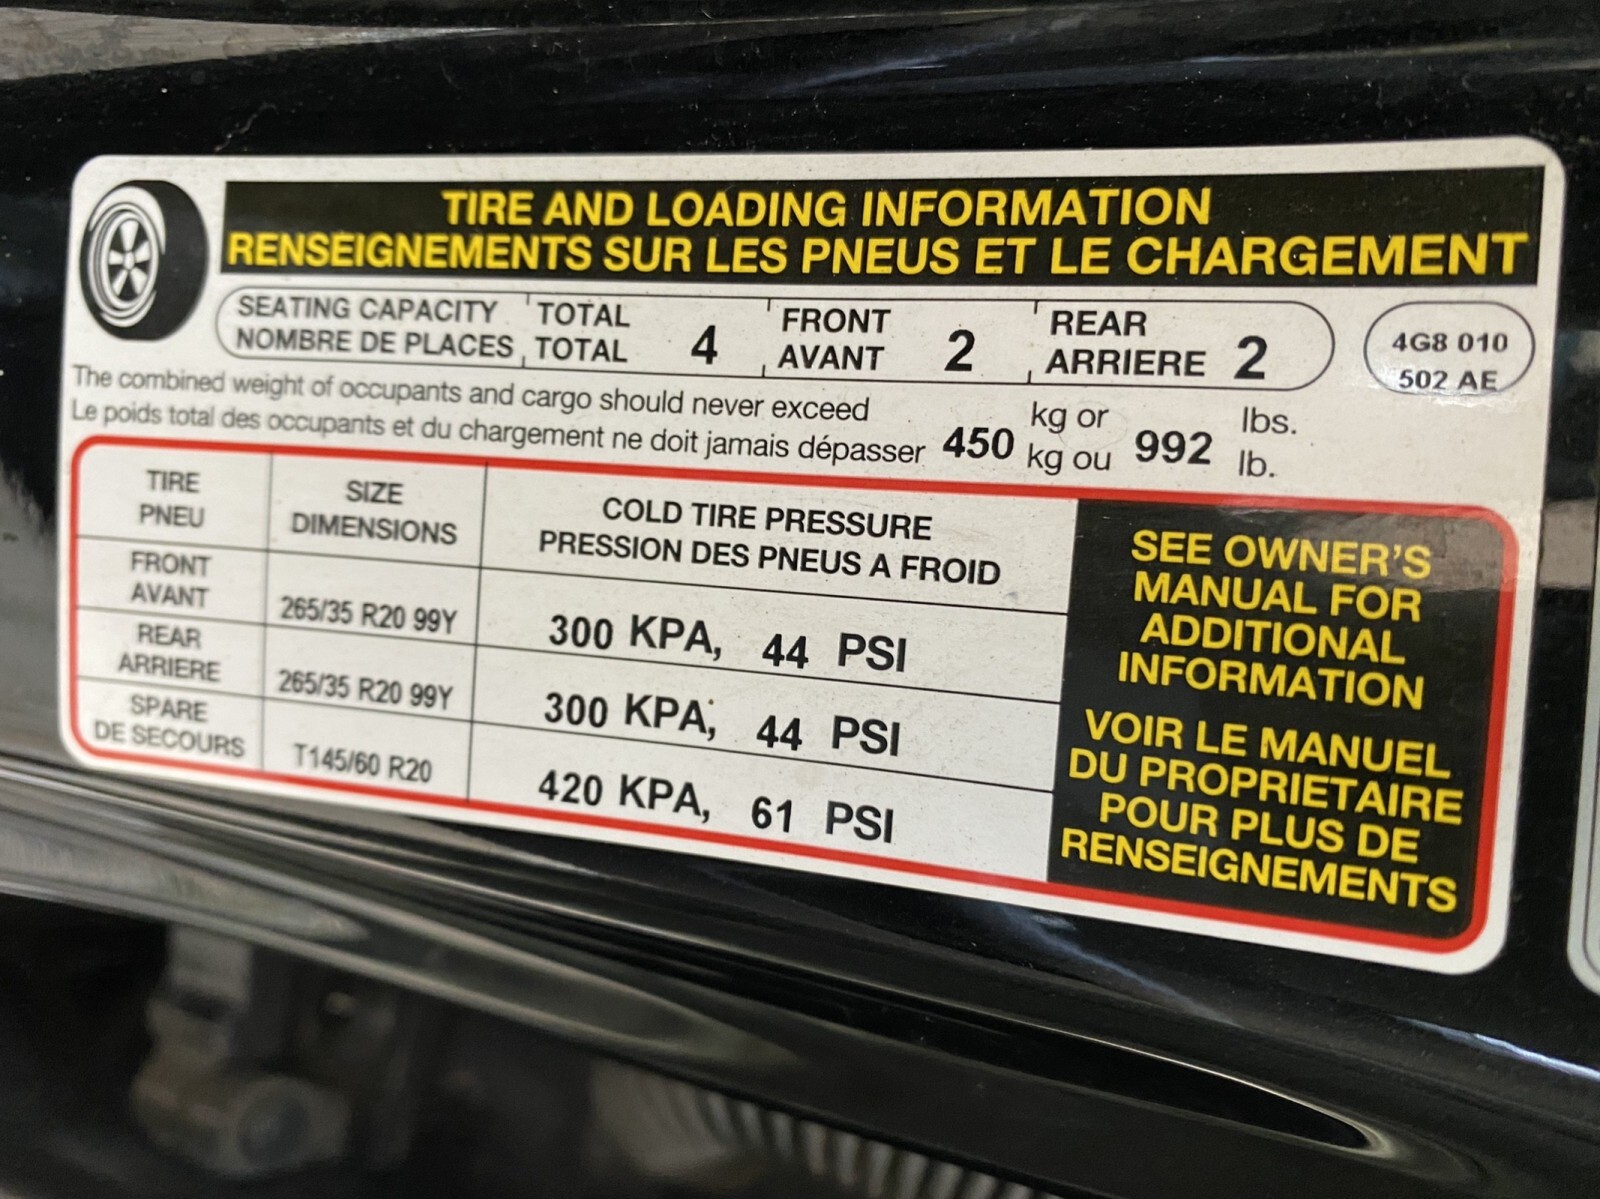 TIRE AND LOADING INFORMATION
RENSEIGNEMENTS SUR LES PNEUS ET LE CHARGEMENT
SEATING CAPACITY TOTAL FRONT REAR
NOMBRE DE PLACES TOTAL 4 AVANT 2 ARRIERE 2
4G8 010
502 AE
The combined weight of occupants and cargo should never exceed kg or lbs.
Le poids total des occupants et du chargement ne doit jamais dépasser 450 kg ou 992 lb.
TIRE SIZE COLD TIRE PRESSURE
PNEU DIMENSIONS PRESSION DES PNEUS A FROID
FRONT
AVANT 265/35 R20 99Y 300 KPA, 44 PSI
REAR
ARRIERE 265/35 R20 99Y 300 KPA, 44 PSI
SPARE
DE SECOURS T145/60 R20 420 KPA, 61 PSI
SEE OWNER'S
MANUAL FOR
ADDITIONAL
INFORMATION
VOIR LE MANUEL
DU PROPRIETAIRE
POUR PLUS DE
RENSEIGNEMENTS